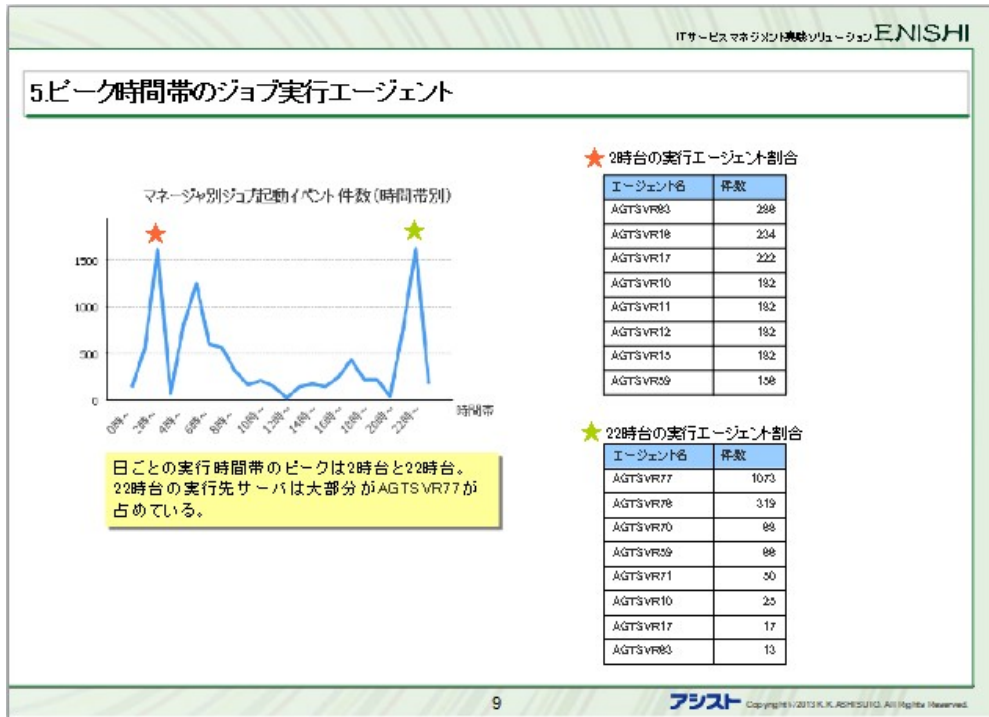 ITサービスマネジメント実践ソリューション ENISHI
5.ピーク時間帯のジョブ実行エージェント
マネージャ別ジョブ起動イベント件数(時間帯別)
1500
1000
500
0
0時~ 2時~ 4時~ 6時~ 8時~ 10時~ 12時~ 14時~ 16時~ 18時~ 20時~ 22時~
時間帯
日ごとの実行時間帯のピークは2時台と22時台。
22時台の実行先サーバは大部分がAGTSVR77が
占めている。
2時台の実行エージェント割合
エージェント名 件数
AGTSVR83
AGTSVR18 234
AGTSVR17 222
AGTSVR10 182
AGTSVR11 182
AGTSVR12 182
AGTSVR15 182
AGTSVR59
22時台の実行エージェント割合
エージェント名 件数
AGTSVR77 1073
AGTSVR78 319
AGTSVR70
AGTSVR59
AGTSVR71 50
AGTSVR10 25
AGTSVR17 17
AGTSVR83 13
9
アシスト Copyright©2013 K.K.ASHISUTO. All Rights Reserved.